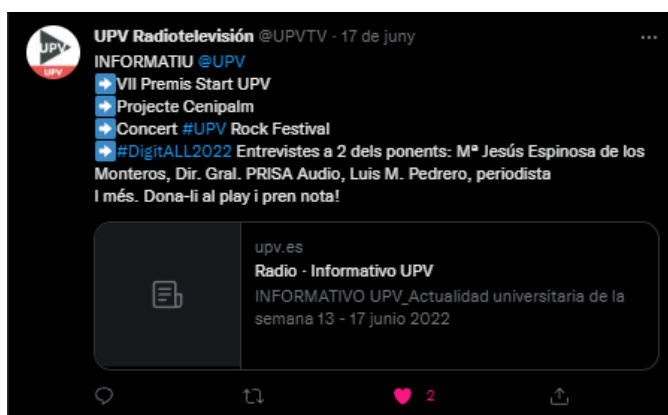 UPV
UPV
UPV Radiotelevisión @UPVTV · 17 de juny
INFORMATIU @UPV
➡VII Premis Start UPV
➡Projecte Cenipalm
➡Concert #UPV Rock Festival
➡#DigitALL2022 Entrevistes a 2 dels ponents: Mª Jesús Espinosa de los
Monteros, Dir. Gral. PRISA Audio, Luis M. Pedrero, periodista
I més. Dona-li al play i pren nota!
upv.es
Radio - Informativo UPV
INFORMATIVO UPV_Actualidad universitaria de la
semana 13 - 17 junio 2022
2